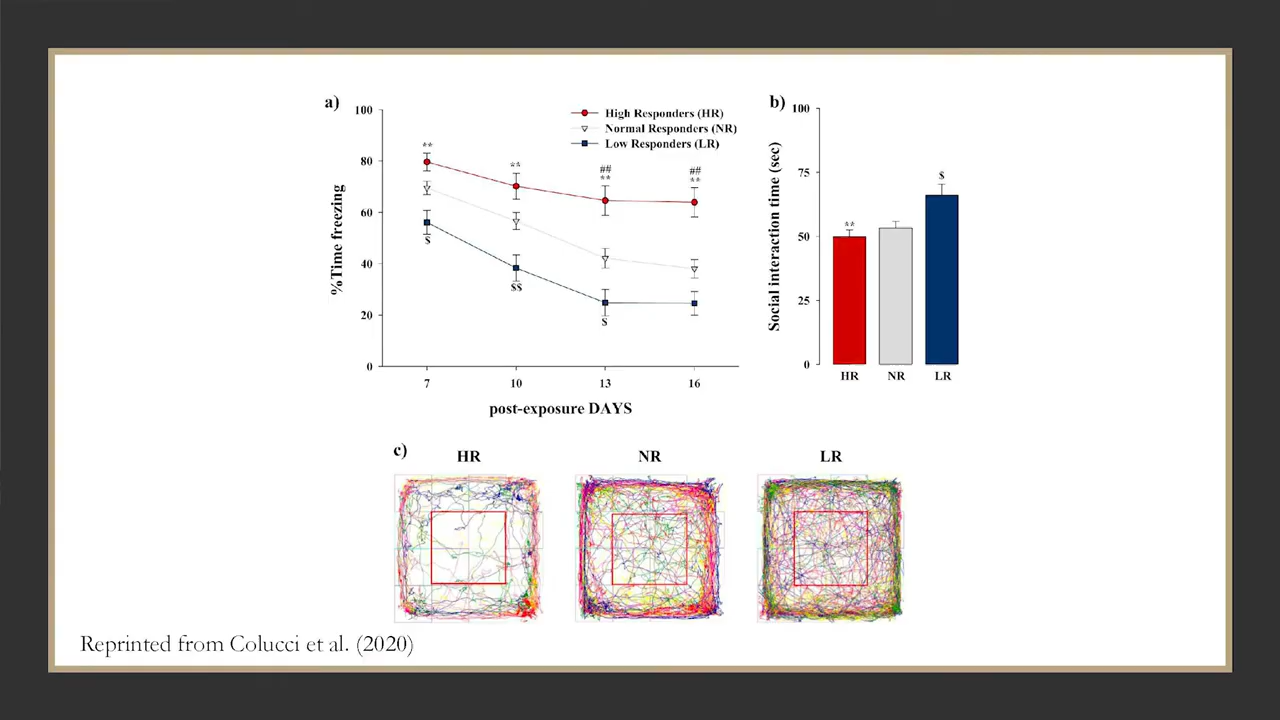 a)
100
80
60
40
20
0
%Time freezing
High Responders (HR)
Normal Responders (NR)
Low Responders (LR)
**
**
##
**
##
**
$
$$
$
7 10 13 16
post-exposure DAYS
b)
100
75
50
25
0
Social interaction time (sec)
**
$
HR NR LR
c)
HR NR LR
Reprinted from Colucci et al. (2020)